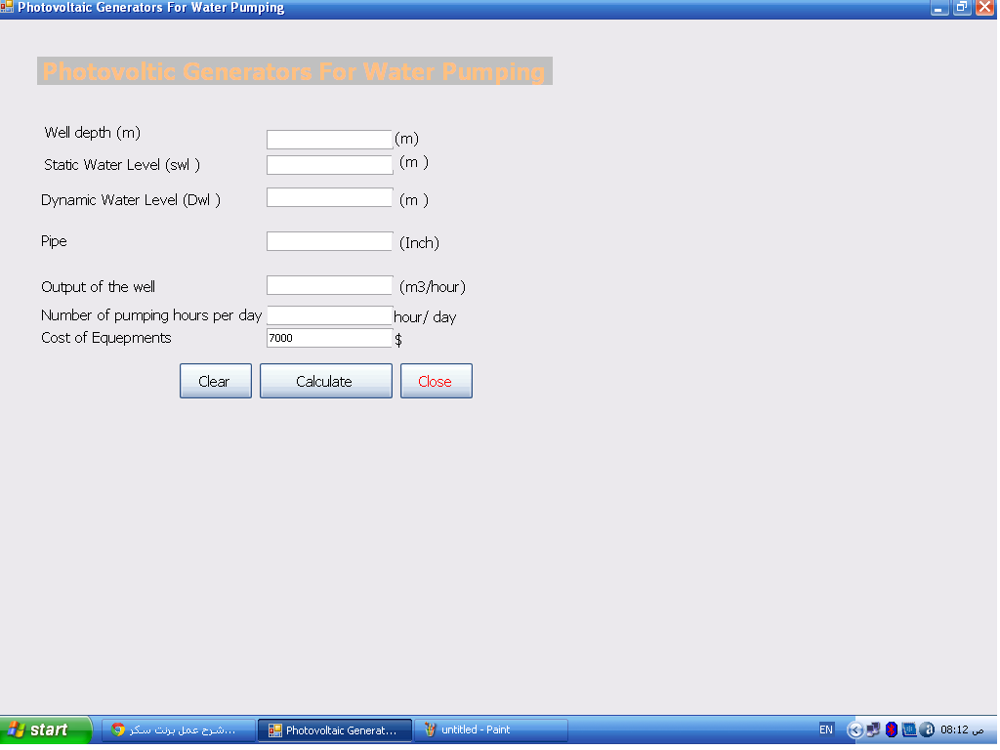 Photovoltaic Generators For Water Pumping
Photovoltic Generators For Water Pumping
Well depth (m) (m)
Static Water Level (swl ) (m )
Dynamic Water Level (Dwl ) (m )
Pipe (Inch)
Output of the well (m3/hour)
Number of pumping hours per day hour/ day
Cost of Equepments 7000 $
Clear Calculate Close
start شرح عمل برنت سكر... Photovoltaic Generat... untitled - Paint EN 08:12 ص